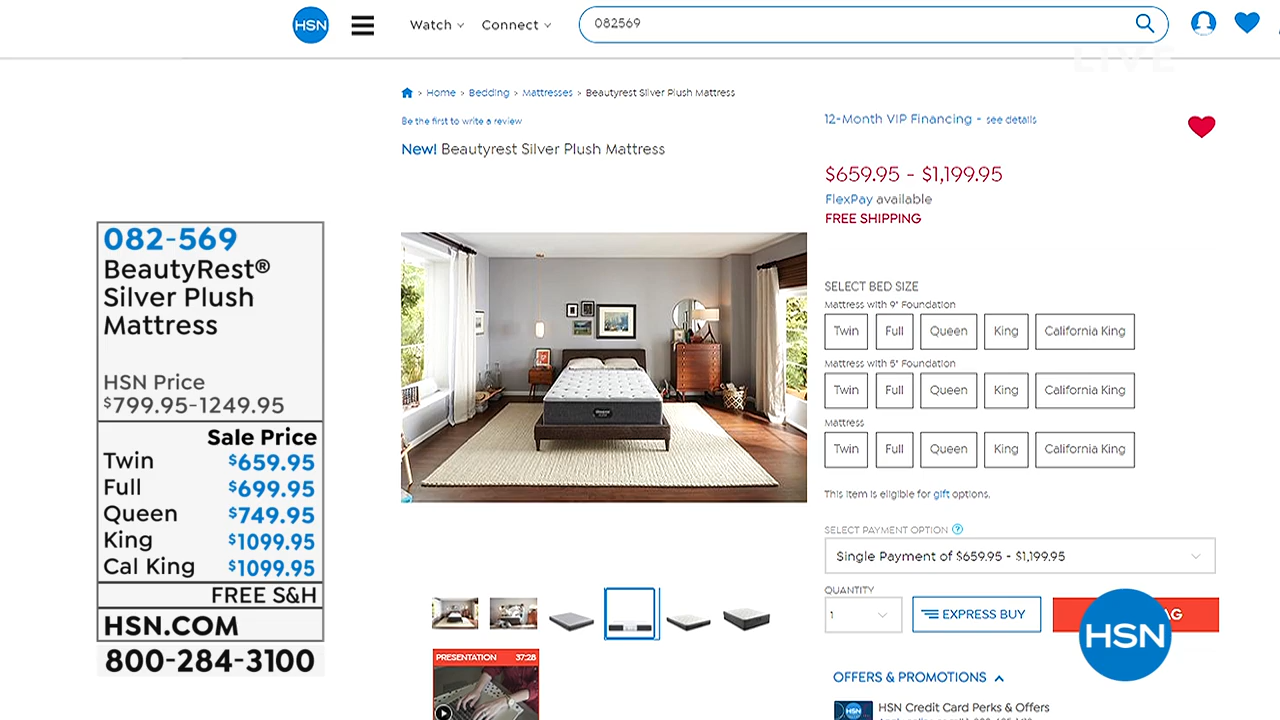 HSN
Watch
Connect
082569
LIVE
> Home > Bedding > Mattresses > Beautyrest Silver Plush Mattress
Be the first to write a review
New! Beautyrest Silver Plush Mattress
12-Month VIP Financing - see details
$659.95 - $1,199.95
FlexPay available
FREE SHIPPING
SELECT BED SIZE
Mattress with 9" Foundation
Twin Full Queen King California King
Mattress with 5" Foundation
Twin Full Queen King California King
Mattress
Twin Full Queen King California King
This item is eligible for gift options.
SELECT PAYMENT OPTION ?
Single Payment of $659.95 - $1,199.95
QUANTITY
1
EXPRESS BUY
AG
HSN
OFFERS & PROMOTIONS
HSN
HSN Credit Card Perks & Offers
PRESENTATION 37:28
082-569
BeautyRest®
Silver Plush
Mattress
HSN Price
$799.95-1249.95
Sale Price
Twin $659.95
Full $699.95
Queen $749.95
King $1099.95
Cal King $1099.95
FREE S&H
HSN.COM
800-284-3100